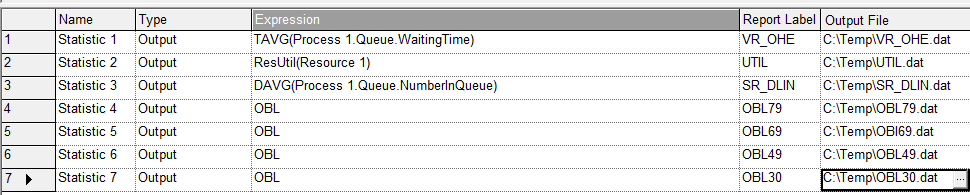 Name Type Expression Report Label Output File
1 Statistic 1 Output TAVG(Process 1.Queue.WaitingTime) VR_OHE C:\Temp\VR_OHE.dat
2 Statistic 2 Output ResUtil(Resource 1) UTIL C:\Temp\UTIL.dat
3 Statistic 3 Output DAVG(Process 1.Queue.NumberInQueue) SR_DLIN C:\Temp\SR_DLIN.dat
4 Statistic 4 Output OBL OBL79 C:\Temp\OBL79.dat
5 Statistic 5 Output OBL OBL69 C:\Temp\OBl69.dat
6 Statistic 6 Output OBL OBL49 C:\Temp\OBL49.dat
7 Statistic 7 Output OBL OBL30 C:\Temp\OBL30.dat ...